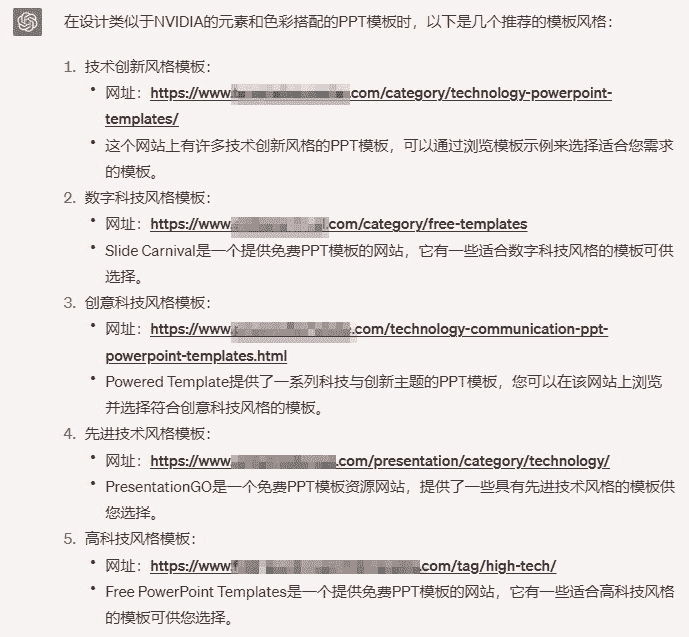 在设计类似于NVIDIA的元素和色彩搭配的PPT模板时，以下是几个推荐的模板风格：
1. 技术创新风格模板：
• 网址：https://www. .com/category/technology-powerpoint-
templates/
• 这个网站上有许多技术创新风格的PPT模板，可以通过浏览模板示例来选择适合您需求
的模板。
2. 数字科技风格模板：
• 网址：https://www. .com/category/free-templates
• Slide Carnival是一个提供免费PPT模板的网站，它有一些适合数字科技风格的模板可供
选择。
3. 创意科技风格模板：
• 网址：https://www. .com/technology-communication-ppt-
powerpoint-templates.html
• Powered Template提供了一系列科技与创新主题的PPT模板，您可以在该网站上浏览
并选择符合创意科技风格的模板。
4. 先进技术风格模板：
• 网址：https://www. .com/presentation/category/technology/
• PresentationGO是一个免费PPT模板资源网站，提供了一些具有先进技术风格的模板供
您选择。
5. 高科技风格模板：
• 网址：https://www. .com/tag/high-tech/
• Free PowerPoint Templates是一个提供免费PPT模板的网站，它有一些适合高科技风格
的模板可供您选择。